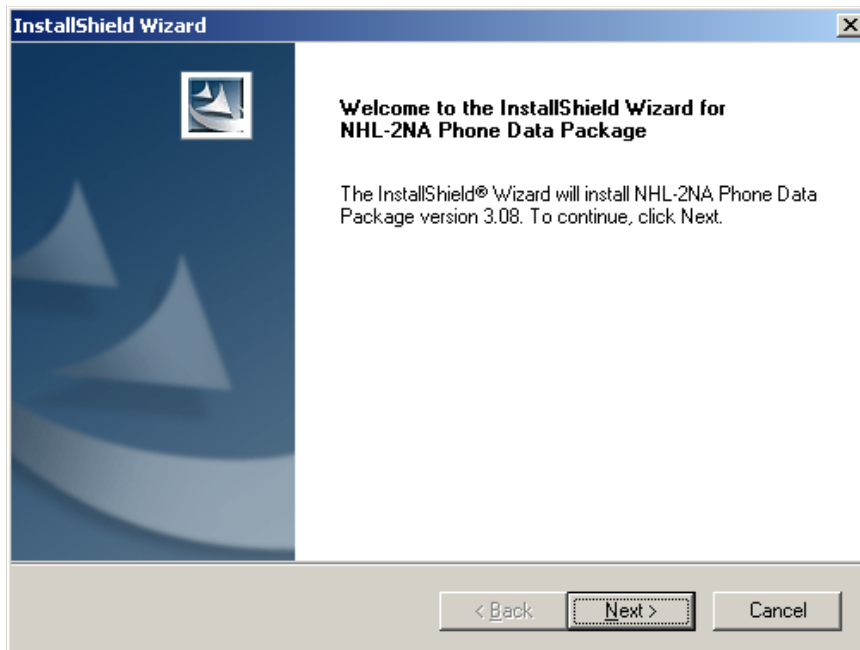 InstallShield Wizard
Welcome to the InstallShield Wizard for
NHL-2NA Phone Data Package
The InstallShield® Wizard will install NHL-2NA Phone Data
Package version 3.08. To continue, click Next.
< Back
Next >
Cancel